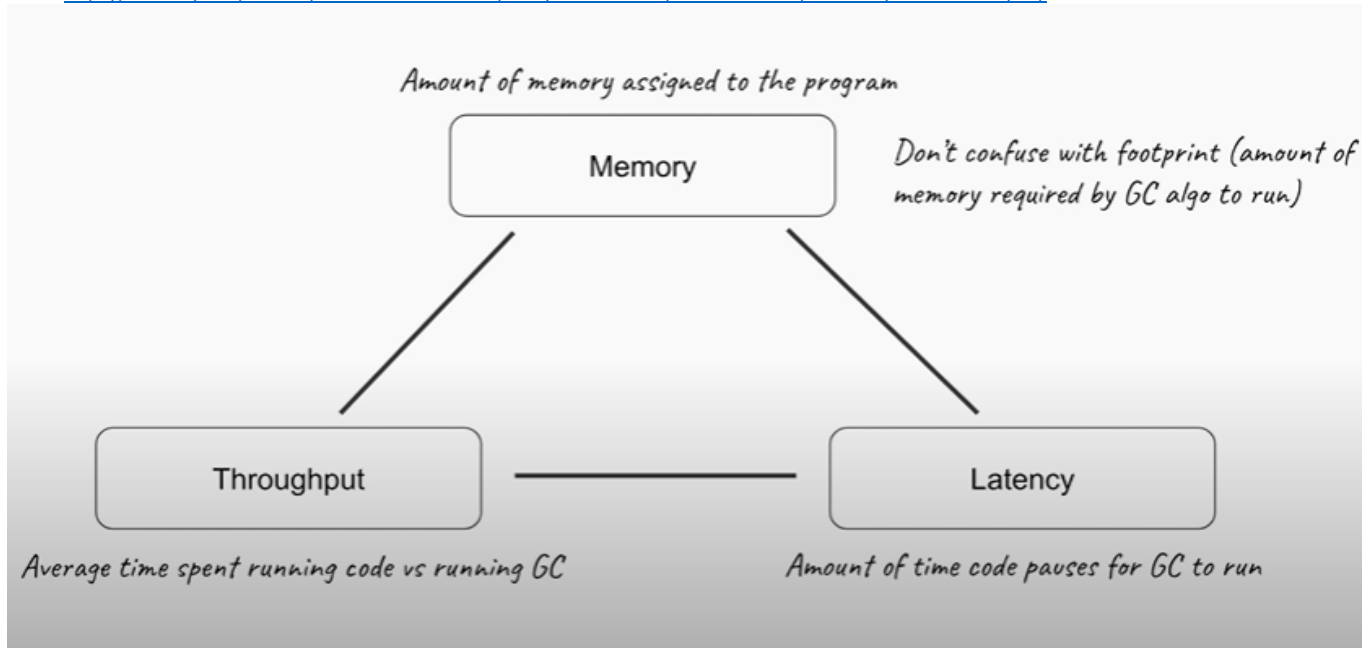 Amount of memory assigned to the program
Memory
Don't confuse with footprint (amount of
memory required by GC algo to run)
Throughput
Latency
Average time spent running code vs running GC
Amount of time code pauses for GC to run